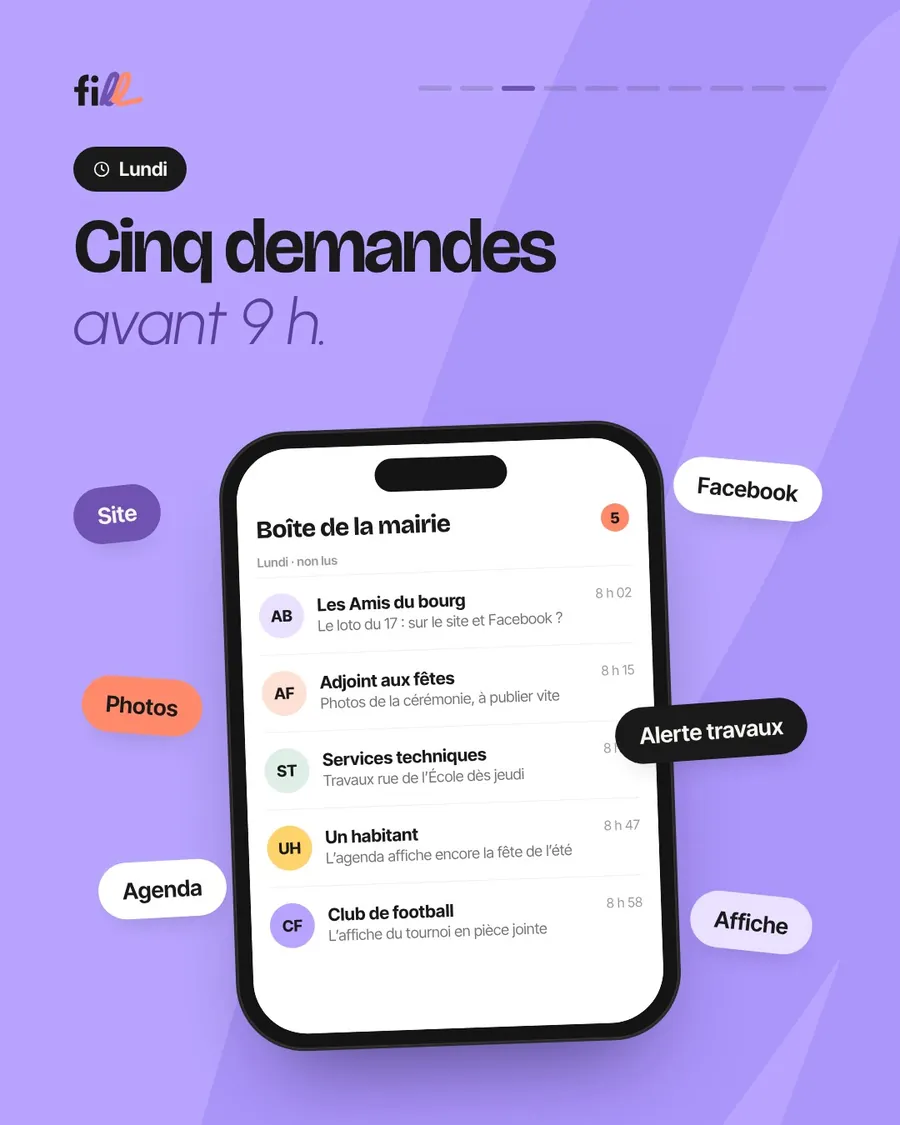 fill
Lundi
Cinq demandes
avant 9 h.
Site
Facebook
Boîte de la mairie
5
Lundi · non lus
AB
Les Amis du bourg
8 h 02
Le loto du 17 : sur le site et Facebook ?
AF
Adjoint aux fêtes
8 h 15
Photos de la cérémonie, à publier vite
Photos
ST
Services techniques
8 h
Travaux rue de l’École dès jeudi
Alerte travaux
UH
Un habitant
8 h 47
L’agenda affiche encore la fête de l’été
Agenda
CF
Club de football
8 h 58
L’affiche du tournoi en pièce jointe
Affiche